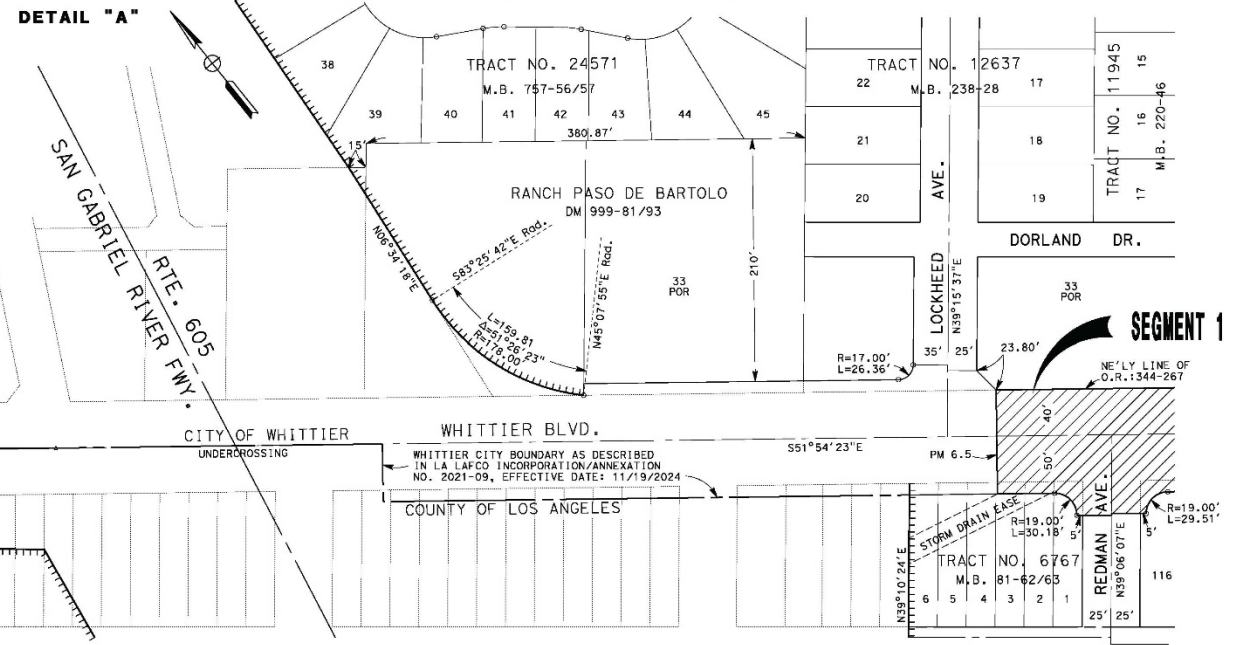 DETAIL "A"
38
39
40
41
42
43
44
45
TRACT NO. 24571
M.B. 757-56/57
380.87'
15'
TRACT NO. 12637
M.B. 238-28
22
21
20
17
18
19
TRACT NO. 11945
M.B. 220-46
15
16
17
SAN GABRIEL RIVER FWY.
RTE. 605
N06°34'18"E
RANCH PASO DE BARTOLO
DM 999-81/93
S83°25'42"E Rad.
N45°07'55"E Rad.
L=159.81
Δ=51°26'23"
R=178.00'
210'
33
POR
LOCKHEED AVE.
N39°15'37"E
DORLAND DR.
33
POR
SEGMENT 1
R=17.00'
L=26.36'
35'
25'
23.80'
NE'LY LINE OF
O.R.:344-267
CITY OF WHITTIER
UNDERCROSSING
WHITTIER BLVD.
S51°54'23"E
PM 6.5
40'
50'
WHITTIER CITY BOUNDARY AS DESCRIBED
IN LA LAFCO INCORPORATION/ANNEXATION
NO. 2021-09, EFFECTIVE DATE: 11/19/2024
COUNTY OF LOS ANGELES
STORM DRAIN EASE
R=19.00'
L=30.18'
5'
5'
R=19.00'
L=29.51'
N39°10'24"E
TRACT NO. 6767
M.B. 81-62/63
6
5
4
3
2
1
REDMAN AVE.
N39°06'07"E
116
25'
25'